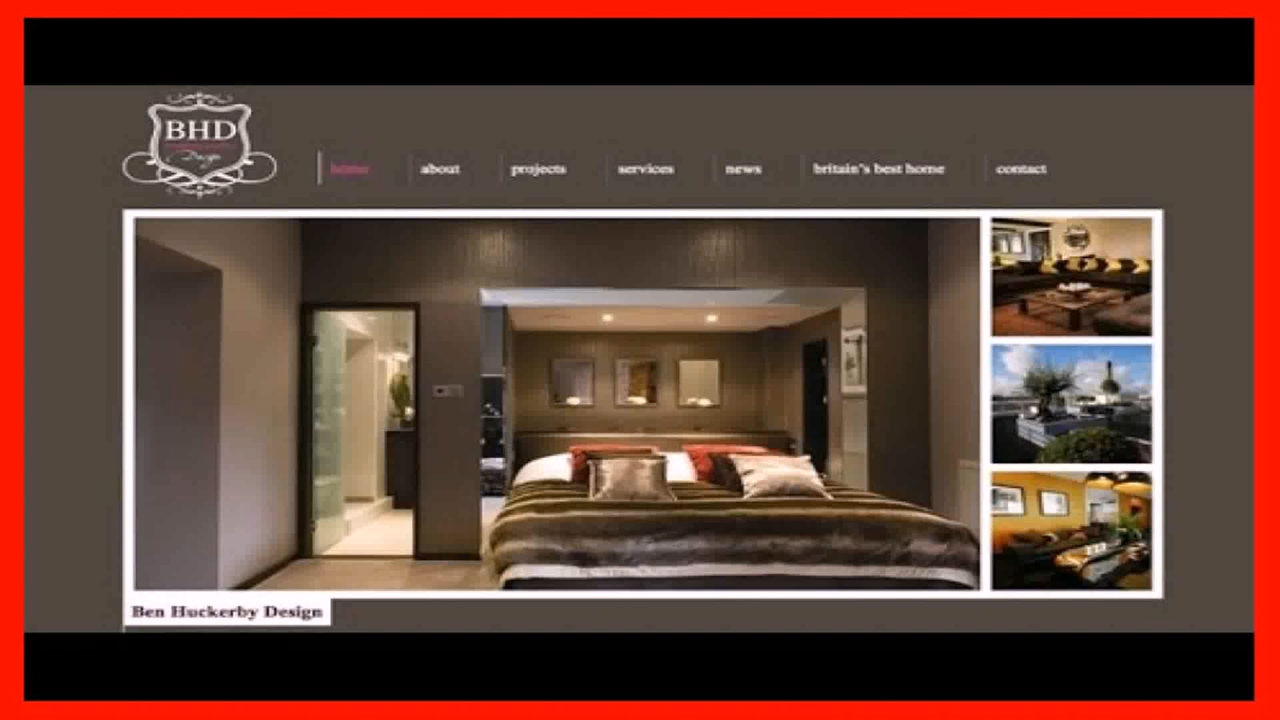 BHD
Design
home
about
projects
services
news
britain's best home
contact
Ben Huckerby Design